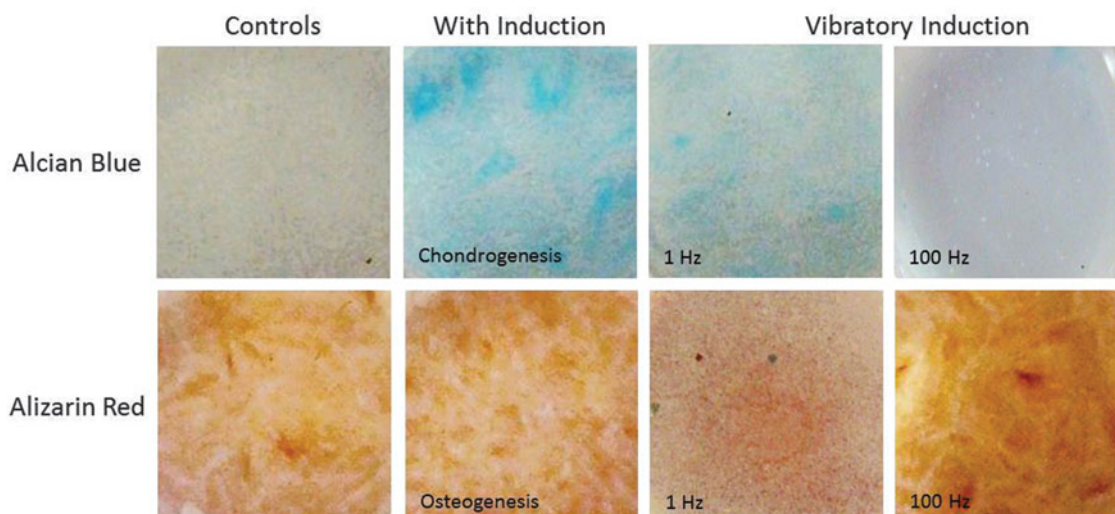 Controls
With Induction
Vibratory Induction
Alcian Blue
Chondrogenesis
1 Hz
100 Hz
Alizarin Red
Osteogenesis
1 Hz
100 Hz